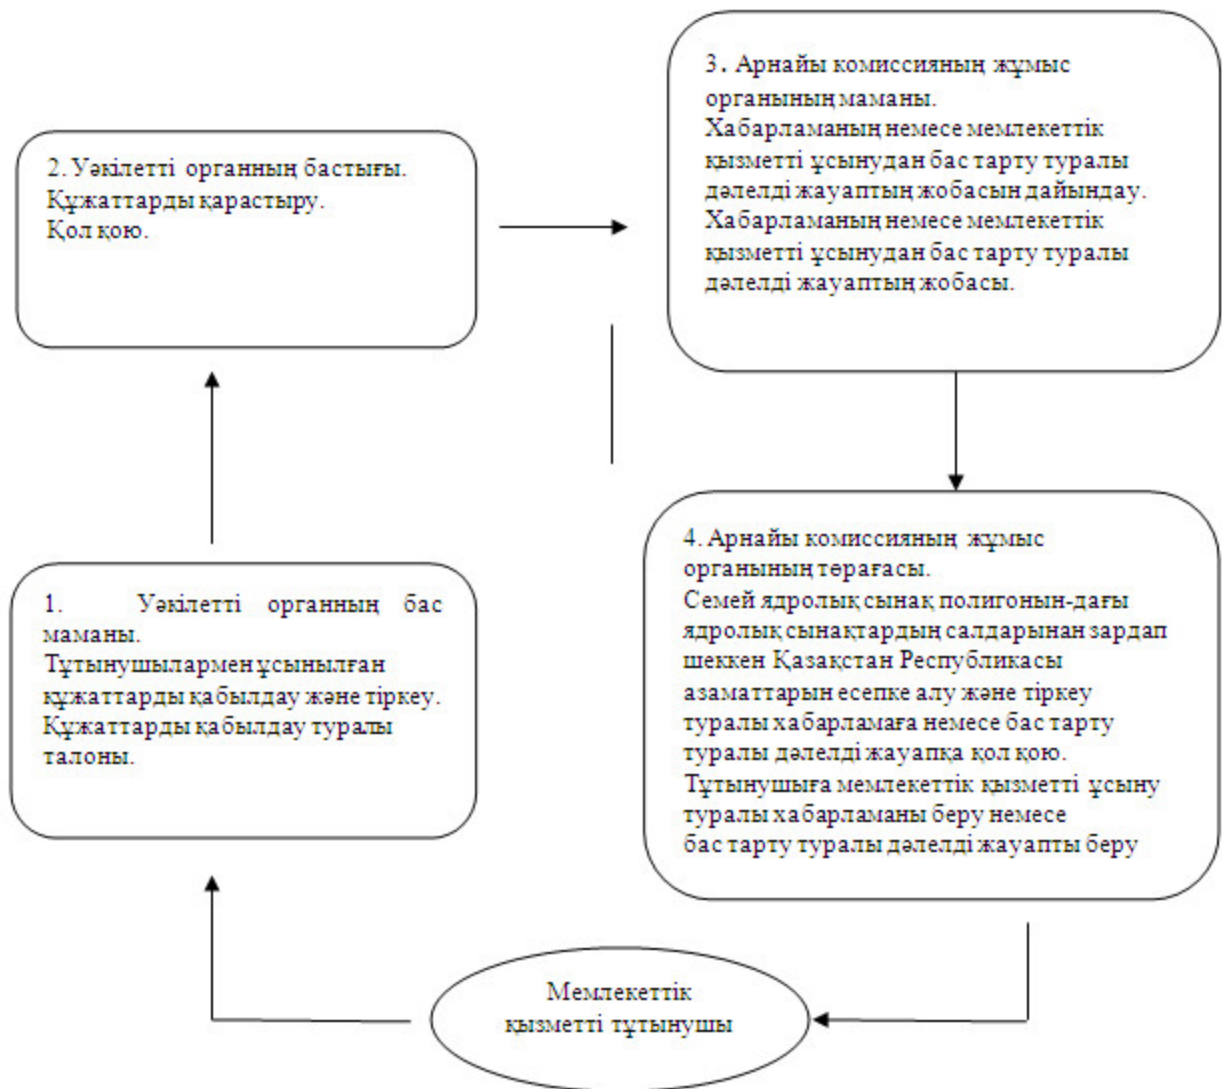 3. Арнайы комиссияның жұмыс
органының маманы.
Хабарламаның немесе мемлекеттік
қызметті ұсынудан бас тарту туралы
дәлелді жауаптың жобасын дайындау.
Хабарламаның немесе мемлекеттік
қызметті ұсынудан бас тарту туралы
дәлелді жауаптың жобасы.
2. Уәкілетті органның бастығы.
Құжаттарды қарастыру.
Қол қою.
4. Арнайы комиссияның жұмыс
органының төрағасы.
Семей ядролық сынақ полигонын-дағы
ядролық сынақтардың салдарынан зардап
шеккен Қазақстан Республикасы
азаматтарын есепке алу және тіркеу
туралы хабарламаға немесе бас тарту
туралы дәлелді жауапқа қол қою.
Тұтынушыға мемлекеттік қызметті ұсыну
туралы хабарламаны беру немесе
бас тарту туралы дәлелді жауапты беру
1. Уәкілетті органның бас
маманы.
Тұтынушылармен ұсынылған
құжаттарды қабылдау және тіркеу.
Құжаттарды қабылдау туралы
талоны.
Мемлекеттік
қызметті тұтынушы